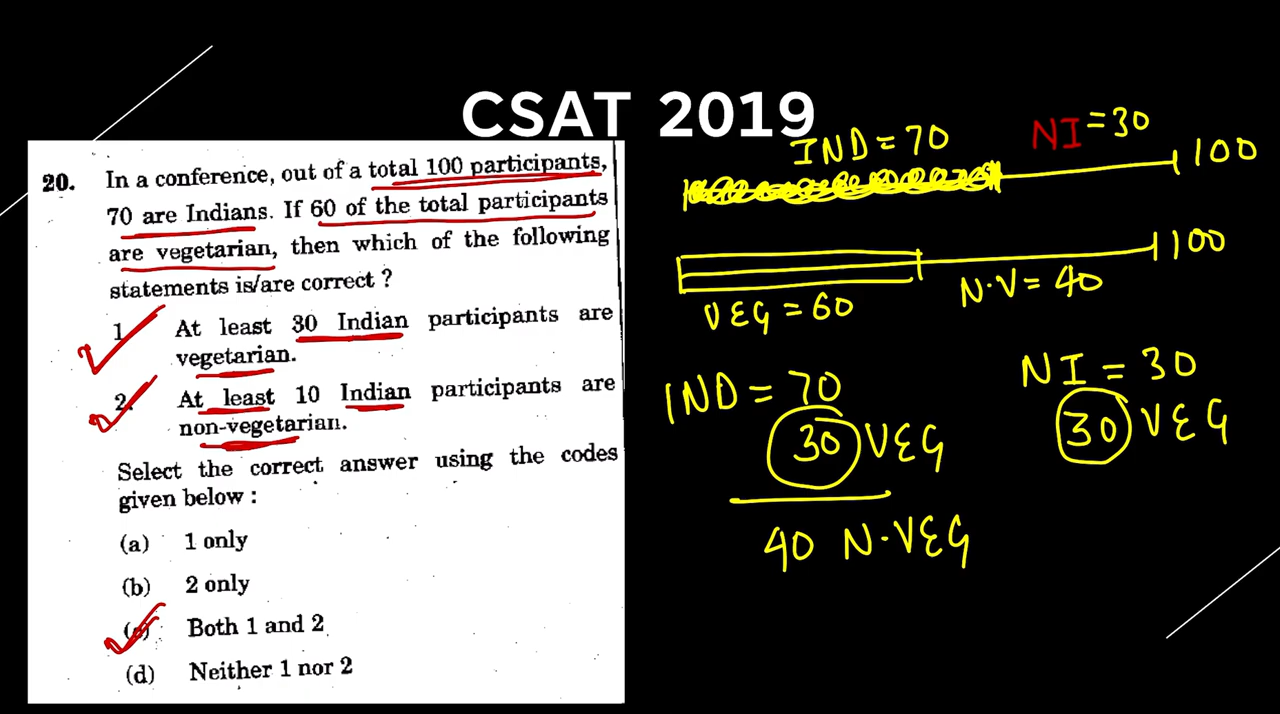 CSAT 2019
20. In a conference, out of a total 100 participants,
70 are Indians. If 60 of the total participants
are vegetarian, then which of the following
statements is/are correct ?
1. At least 30 Indian participants are
vegetarian.
2. At least 10 Indian participants are
non-vegetarian.
Select the correct answer using the codes
given below :
(a) 1 only
(b) 2 only
(c) Both 1 and 2
(d) Neither 1 nor 2
IND = 70 NI = 30
100
100
VEG = 60 N·V = 40
IND = 70
30 VEG
40 N·VEG
NI = 30
30 VEG